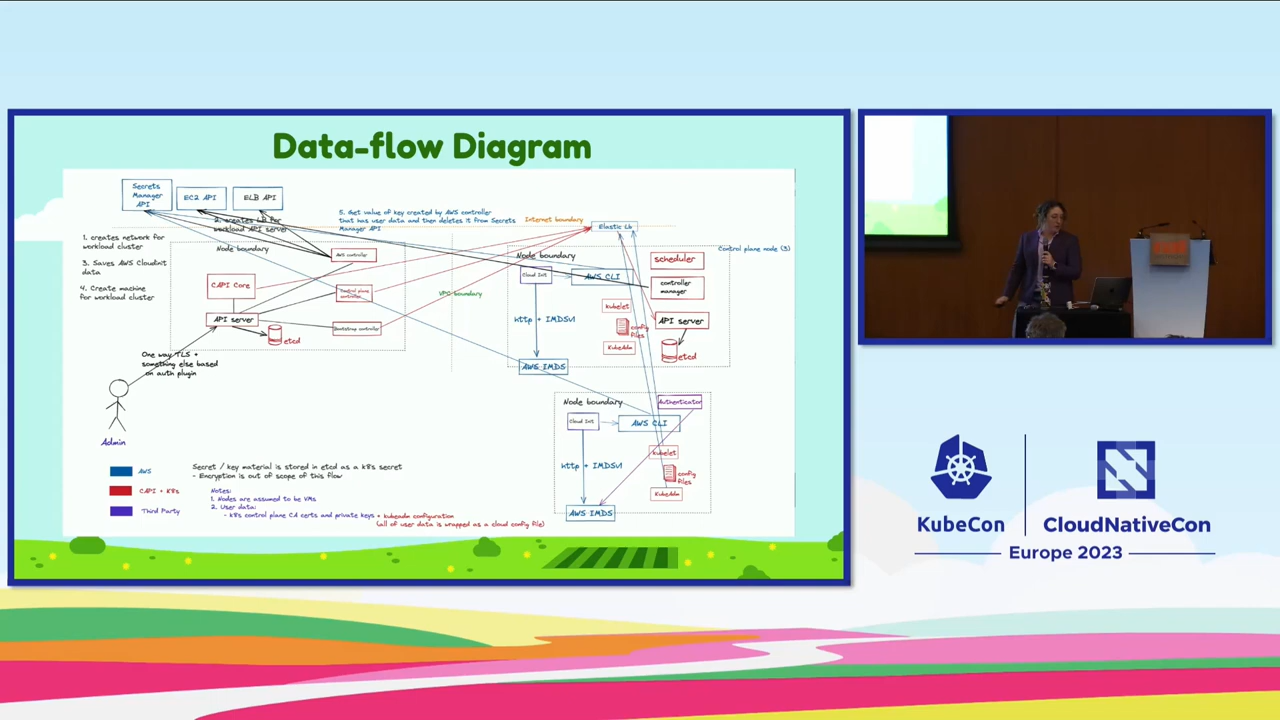 Data-flow Diagram
Secrets
Manager
API
EC2 API
ELB API
2. creates LB for
workload API server
5. Get value of key created by AWS controller
that has user data and then deletes it from Secrets
Manager API
Internet boundary
Elastic Lb
1. creates network for
workload cluster
3. Saves AWS CloudInit
data
4. Create machine
for workload cluster
Node boundary
AWS controller
CAPI Core
Control plane
controller
API server
Bootstrap controller
etcd
VPC boundary
Node boundary
Control plane node (3)
Cloud Init
AWS CLI
scheduler
controller
manager
http + IMDSv1
kubelet
config
files
KubeAdm
API server
etcd
AWS IMDS
One way TLS +
something else based
on auth plugin
Admin
Node boundary
Authenticator
Cloud Init
AWS CLI
http + IMDSv1
kubelet
config
files
KubeAdm
AWS IMDS
AWS
CAPI + K8s
Third Party
Secret / key material is stored in etcd as a k8s secret
- Encryption is out of scope of this flow
Notes:
1. Nodes are assumed to be VMs
2. User data:
- k8s control plane CA certs and private keys + kubeadm configuration
(all of user data is wrapped as a cloud config file)
KubeCon
CloudNativeCon
Europe 2023